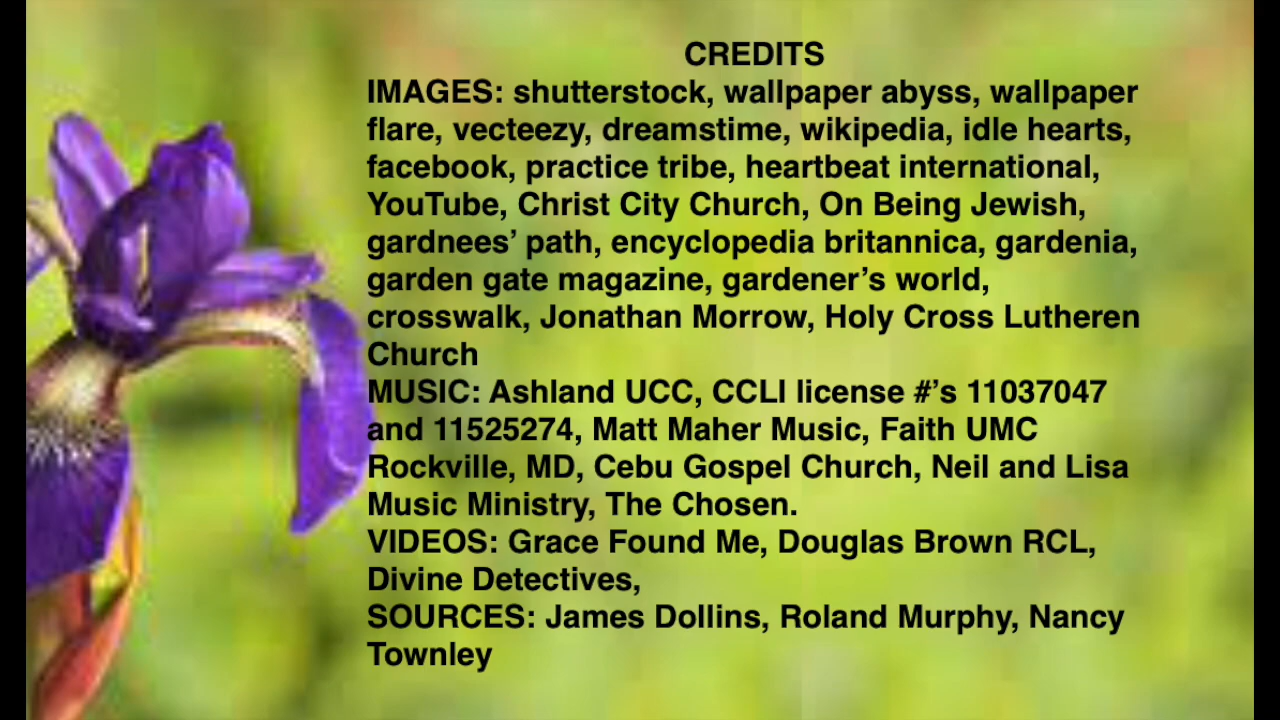 CREDITS
IMAGES: shutterstock, wallpaper abyss, wallpaper
flare, vecteezy, dreamstime, wikipedia, idle hearts,
facebook, practice tribe, heartbeat international,
YouTube, Christ City Church, On Being Jewish,
gardnees’ path, encyclopedia britannica, gardenia,
garden gate magazine, gardener’s world,
crosswalk, Jonathan Morrow, Holy Cross Lutheren
Church
MUSIC: Ashland UCC, CCLI license #’s 11037047
and 11525274, Matt Maher Music, Faith UMC
Rockville, MD, Cebu Gospel Church, Neil and Lisa
Music Ministry, The Chosen.
VIDEOS: Grace Found Me, Douglas Brown RCL,
Divine Detectives,
SOURCES: James Dollins, Roland Murphy, Nancy
Townley